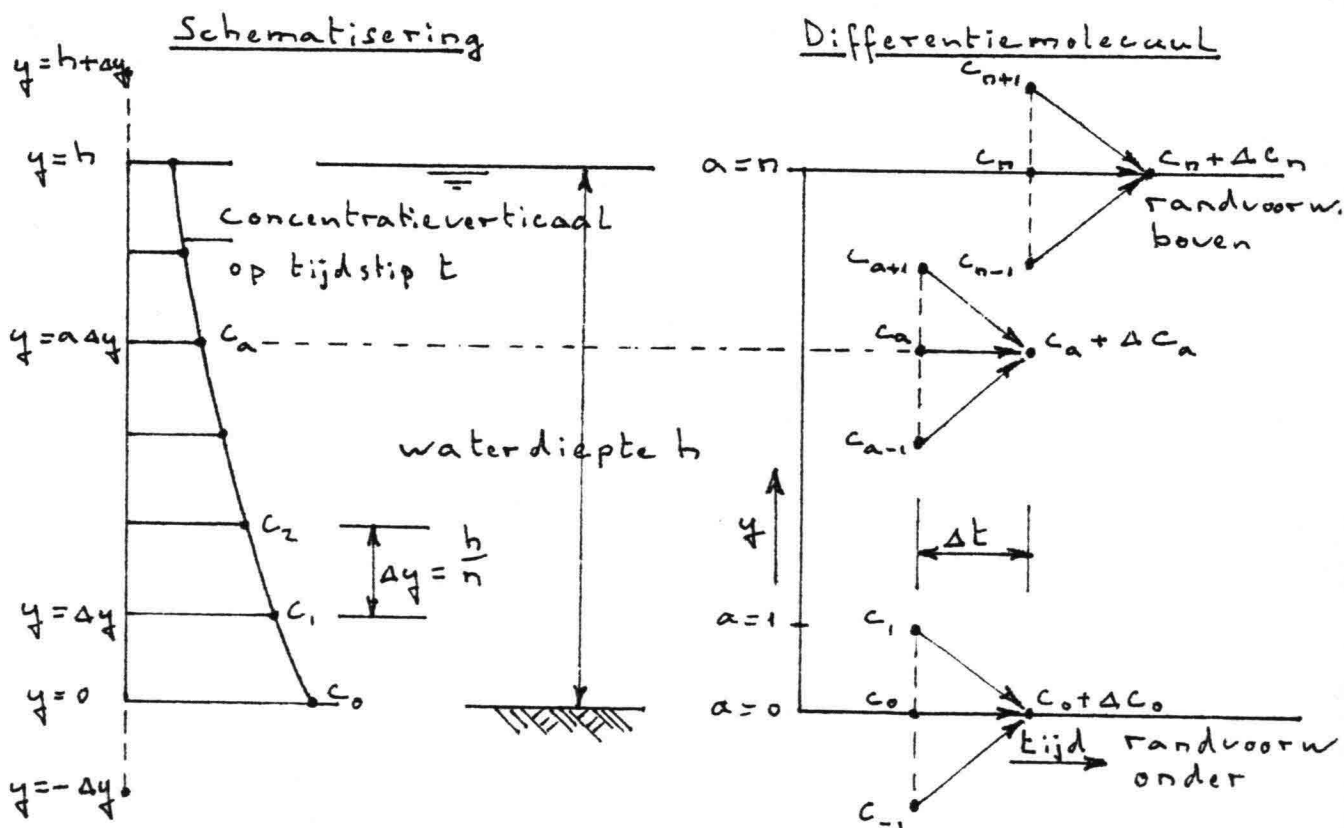 Schematisering
y = h+Δy
y = h
concentratieverticaal
op tijdstip t
y = aΔy
c_a
waterdiepte h
c_2
Δy = h/n
y = Δy
c_1
y = 0
c_0
y = -Δy
Differentiemolecuul
c_{n+1}
a = n
c_n
c_n + Δc_n
randvoorw.
boven
c_{n-1}
c_{a+1}
c_a
c_a + Δc_a
c_{a-1}
y
Δt
a = 1
c_1
a = 0
c_0
c_0 + Δc_0
tijd
randvoorw
onder
c_{-1}